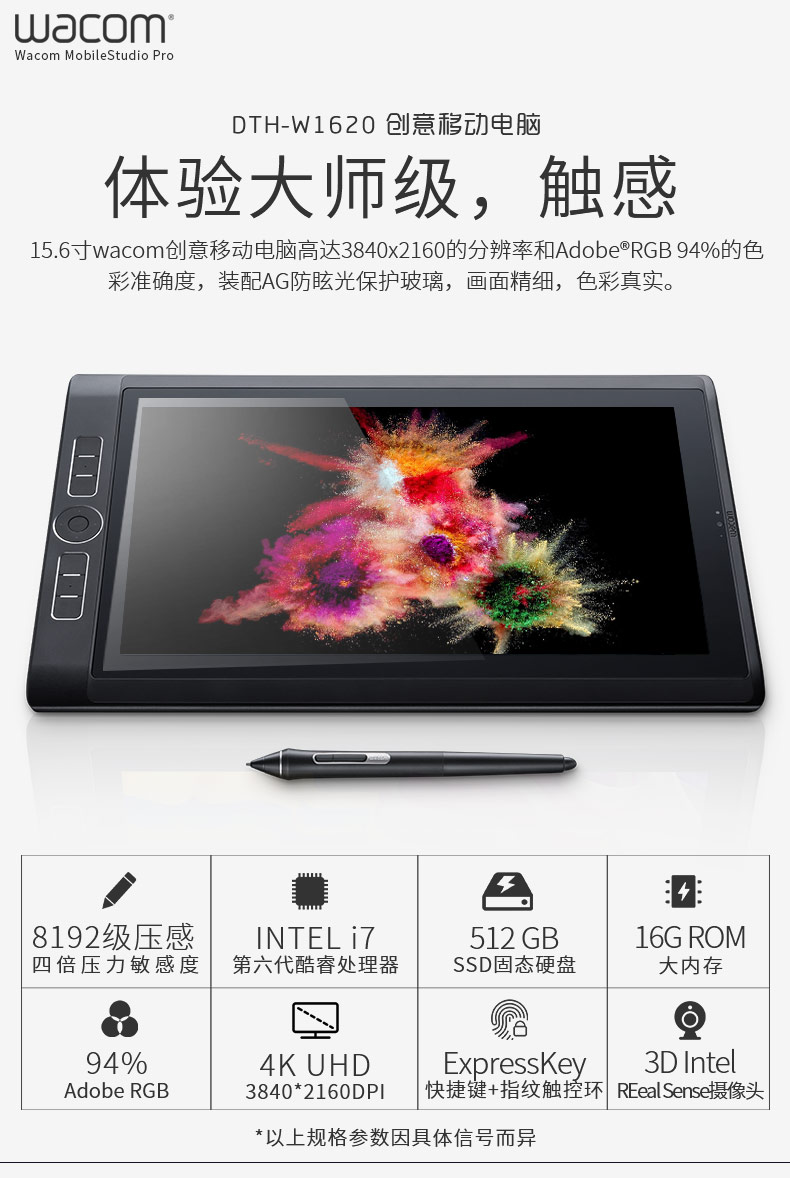 wacom®
Wacom MobileStudio Pro
DTH-W1620 创意移动电脑
体验大师级，触感
15.6寸wacom创意移动电脑高达3840x2160的分辨率和Adobe®RGB 94%的色
彩准确度，装配AG防眩光保护玻璃，画面精细，色彩真实。
wacom
8192级压感
四倍压力敏感度
INTEL i7
第六代酷睿处理器
512 GB
SSD固态硬盘
16G ROM
大内存
94%
Adobe RGB
4K UHD
3840*2160DPI
ExpressKey
快捷键+指纹触控环
3D Intel
REeal Sense摄像头
*以上规格参数因具体信号而异